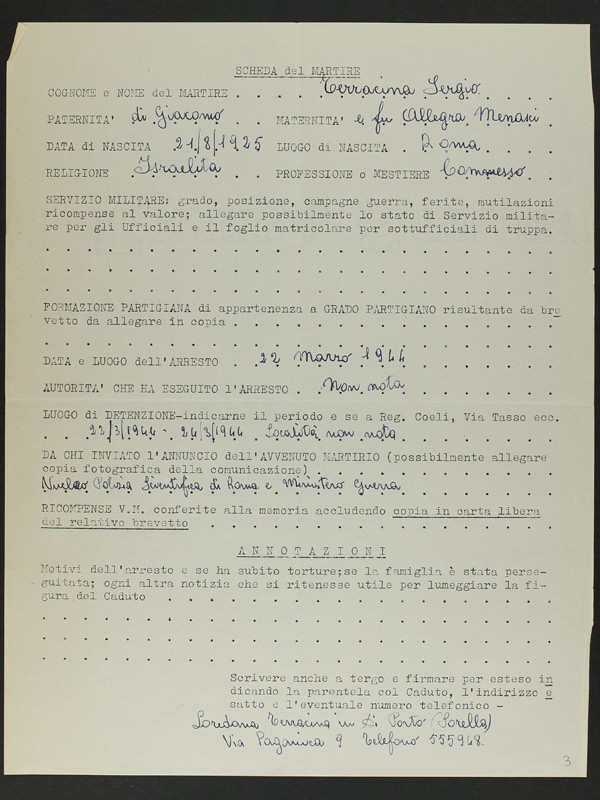 SCHEDA del MARTIRE
COGNOME e NOME del MARTIRE . . . . Terracina Sergio . . . .
PATERNITA' di Giacomo . . MATERNITA' e fu Allegra Menasci
DATA di NASCITA 21/8/1925 LUOGO di NASCITA . Roma . . . .
RELIGIONE Israelita . . . PROFESSIONE o MESTIERE Commesso . .
SERVIZIO MILITARE: grado, posizione, campagne guerra, ferite, mutilazioni
ricompense al valore; allegare possibilmente lo stato di Servizio milita-
re per gli Ufficiali e il foglio matricolare per sottufficiali di truppa.
FORMAZIONE PARTIGIANA di appartenenza e GRADO PARTIGIANO risultante da bre
vetto da allegare in copia . . . . . . . . . . . . . . . . .
DATA e LUOGO dell'ARRESTO . . 22 Marzo 1944 . . . . . . .
AUTORITA' CHE HA ESEGUITO l'ARRESTO . . Non nota . . . . . .
LUOGO di DETENZIONE-indicarne il periodo e se a Reg. Coeli, Via Tasso ecc.
. . 22/3/1944 - 24/3/1944 . Località non nota . . . . . . .
DA CHI INVIATO l'ANNUNCIO dell'AVVENUTO MARTIRIO (possibilmente allegare
copia fotografica della comunicazione) . . . . . . . . . . .
Nucleo Polizia Scientifica di Roma e Ministero Guerra . . . .
RICOMPENSE V.M. conferite alla memoria accludendo copia in carta libera
del relativo brevetto . . . . . . . . . . . . . . . . .
ANNOTAZIONI
Motivi dell'arresto e se ha subito torture;se la famiglia è stata perse-
guitata; ogni altra notizia che si ritenesse utile per lumeggiare la fi-
gura del Caduto . . . . . . . . . . . . . . . . . . . .
Scrivere anche a tergo e firmare per esteso in
dicando la parentela col Caduto, l'indirizzo e
satto e l'eventuale numero telefonico -
Loredana Terracina in Di Porto (Sorella)
Via Paganica 9 Telefono 555948.
3